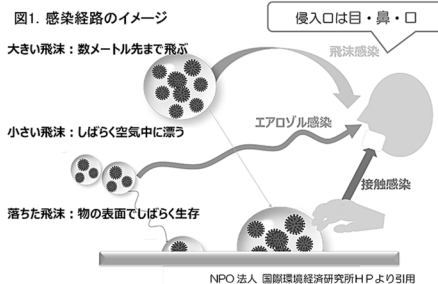 図1. 感染経路のイメージ
侵入口は目・鼻・口
大きい飛沫：数メートル先まで飛ぶ
飛沫感染
エアロゾル感染
小さい飛沫：しばらく空気中に漂う
接触感染
落ちた飛沫：物の表面でしばらく生存
NPO法人 国際環境経済研究所HPより引用